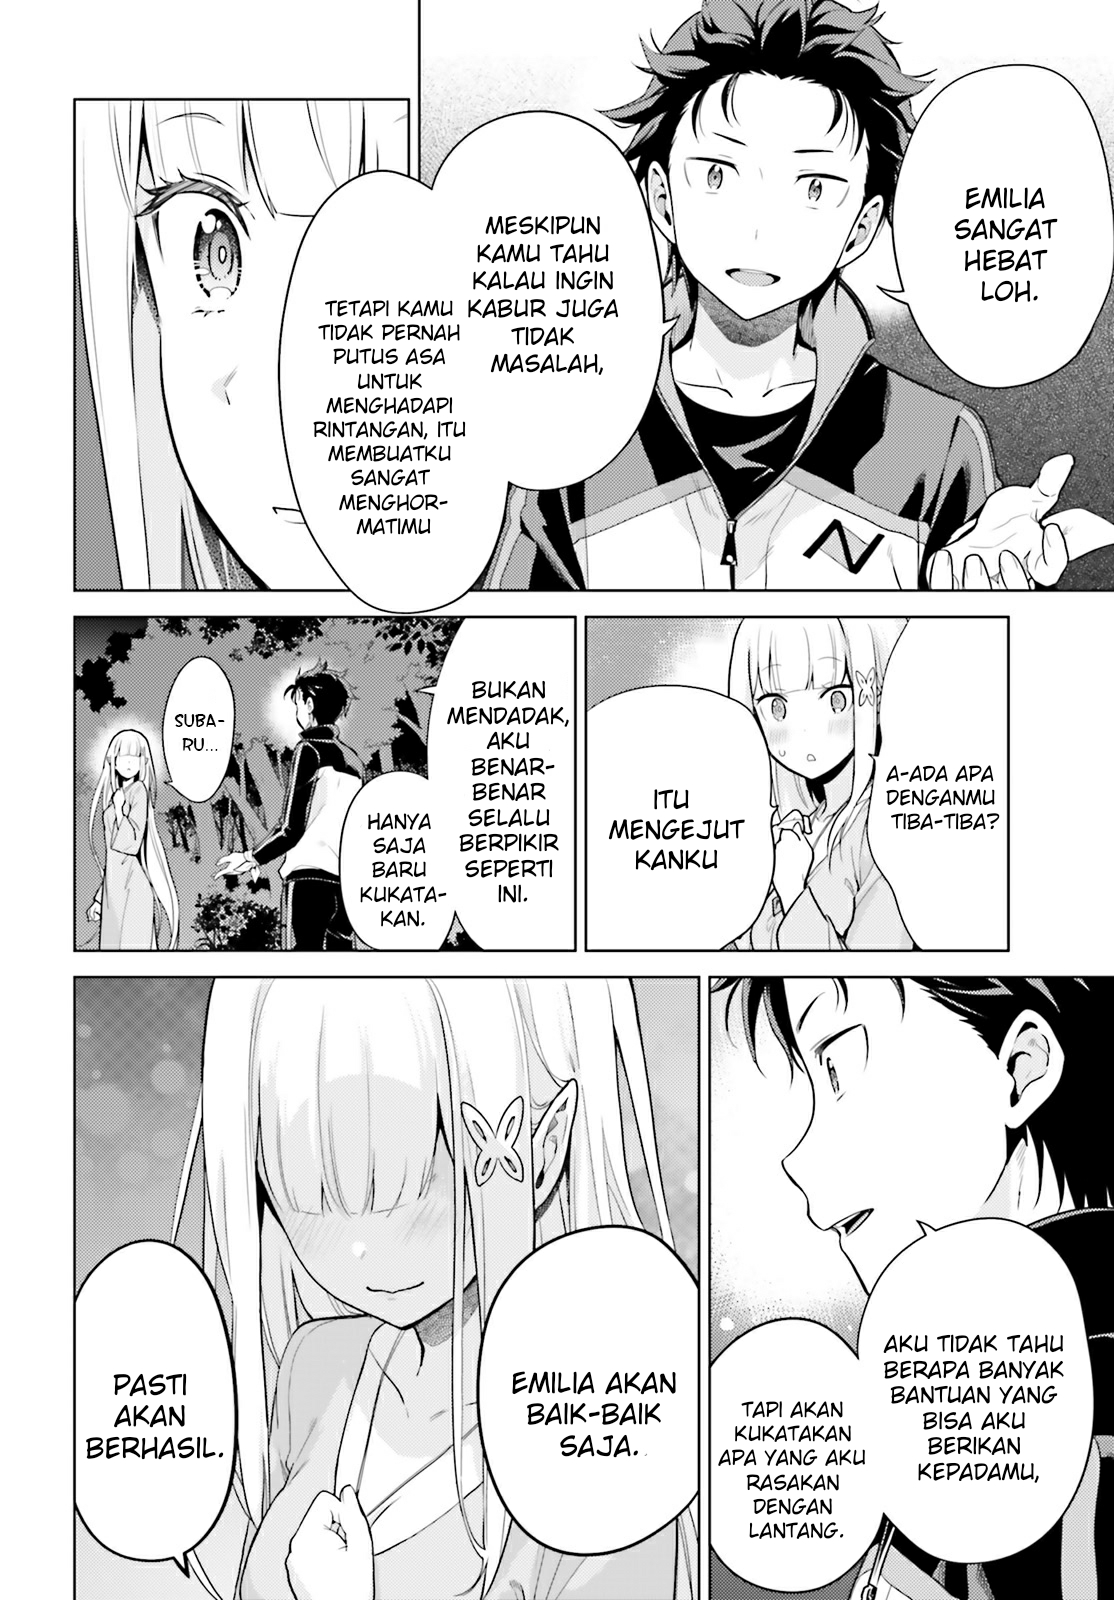 EMILIA
SANGAT
HEBAT
LOH.
MESKIPUN
KAMU TAHU
KALAU INGIN
KABUR JUGA
TIDAK
MASALAH,
TETAPI KAMU
TIDAK PERNAH
PUTUS ASA
UNTUK
MENGHADAPI
RINTANGAN, ITU
MEMBUATKU
SANGAT
MENGHOR-
MATIMU
A-ADA APA
DENGANMU
TIBA-TIBA?
ITU
MENGEJUT
KANKU
BUKAN
MENDADAK,
AKU
BENAR-
BENAR
SELALU
BERPIKIR
SEPERTI
INI.
HANYA
SAJA
BARU
KUKATA-
KAN.
SUBA-
RU...
AKU TIDAK TAHU
BERAPA BANYAK
BANTUAN YANG
BISA AKU
BERIKAN
KEPADAMU,
TAPI AKAN
KUKATAKAN
APA YANG AKU
RASAKAN
DENGAN
LANTANG.
EMILIA AKAN
BAIK-BAIK
SAJA.
PASTI
AKAN
BERHASIL.